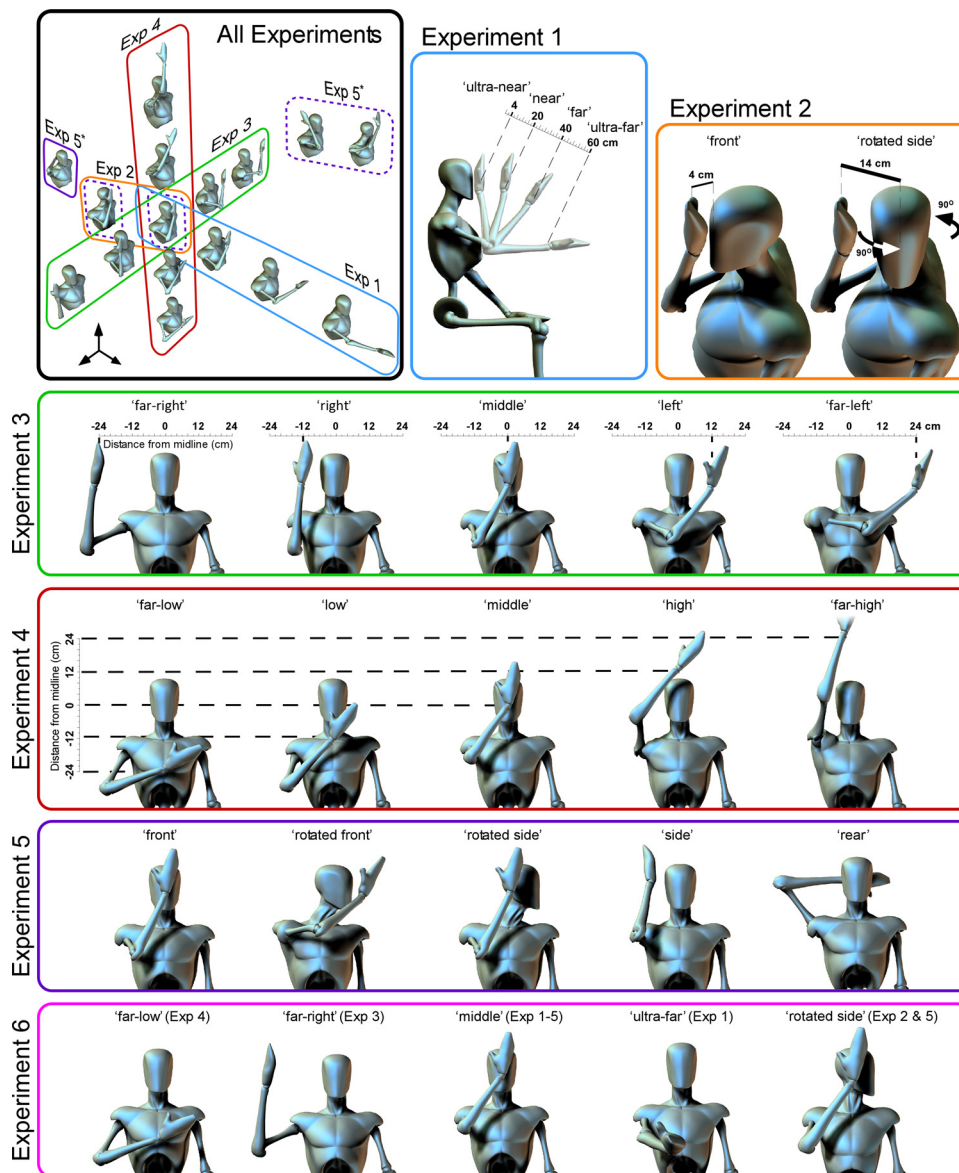 All Experiments
Exp 4
Exp 5*
Exp 3
Exp 5*
Exp 2
Exp 1
Experiment 1
'ultra-near'
'near'
'far'
'ultra-far'
4
20
40
60 cm
Experiment 2
'front'
'rotated side'
4 cm
14 cm
90°
90°
Experiment 3
'far-right'
'right'
'middle'
'left'
'far-left'
-24 -12 0 12 24
-24 -12 0 12 24
-24 -12 0 12 24
-24 -12 0 12 24
-24 -12 0 12 24 cm
Distance from midline (cm)
Experiment 4
'far-low'
'low'
'middle'
'high'
'far-high'
Distance from midline (cm)
24
12
0
-12
-24
Experiment 5
'front'
'rotated front'
'rotated side'
'side'
'rear'
Experiment 6
'far-low' (Exp 4)
'far-right' (Exp 3)
'middle' (Exp 1-5)
'ultra-far' (Exp 1)
'rotated side' (Exp 2 & 5)